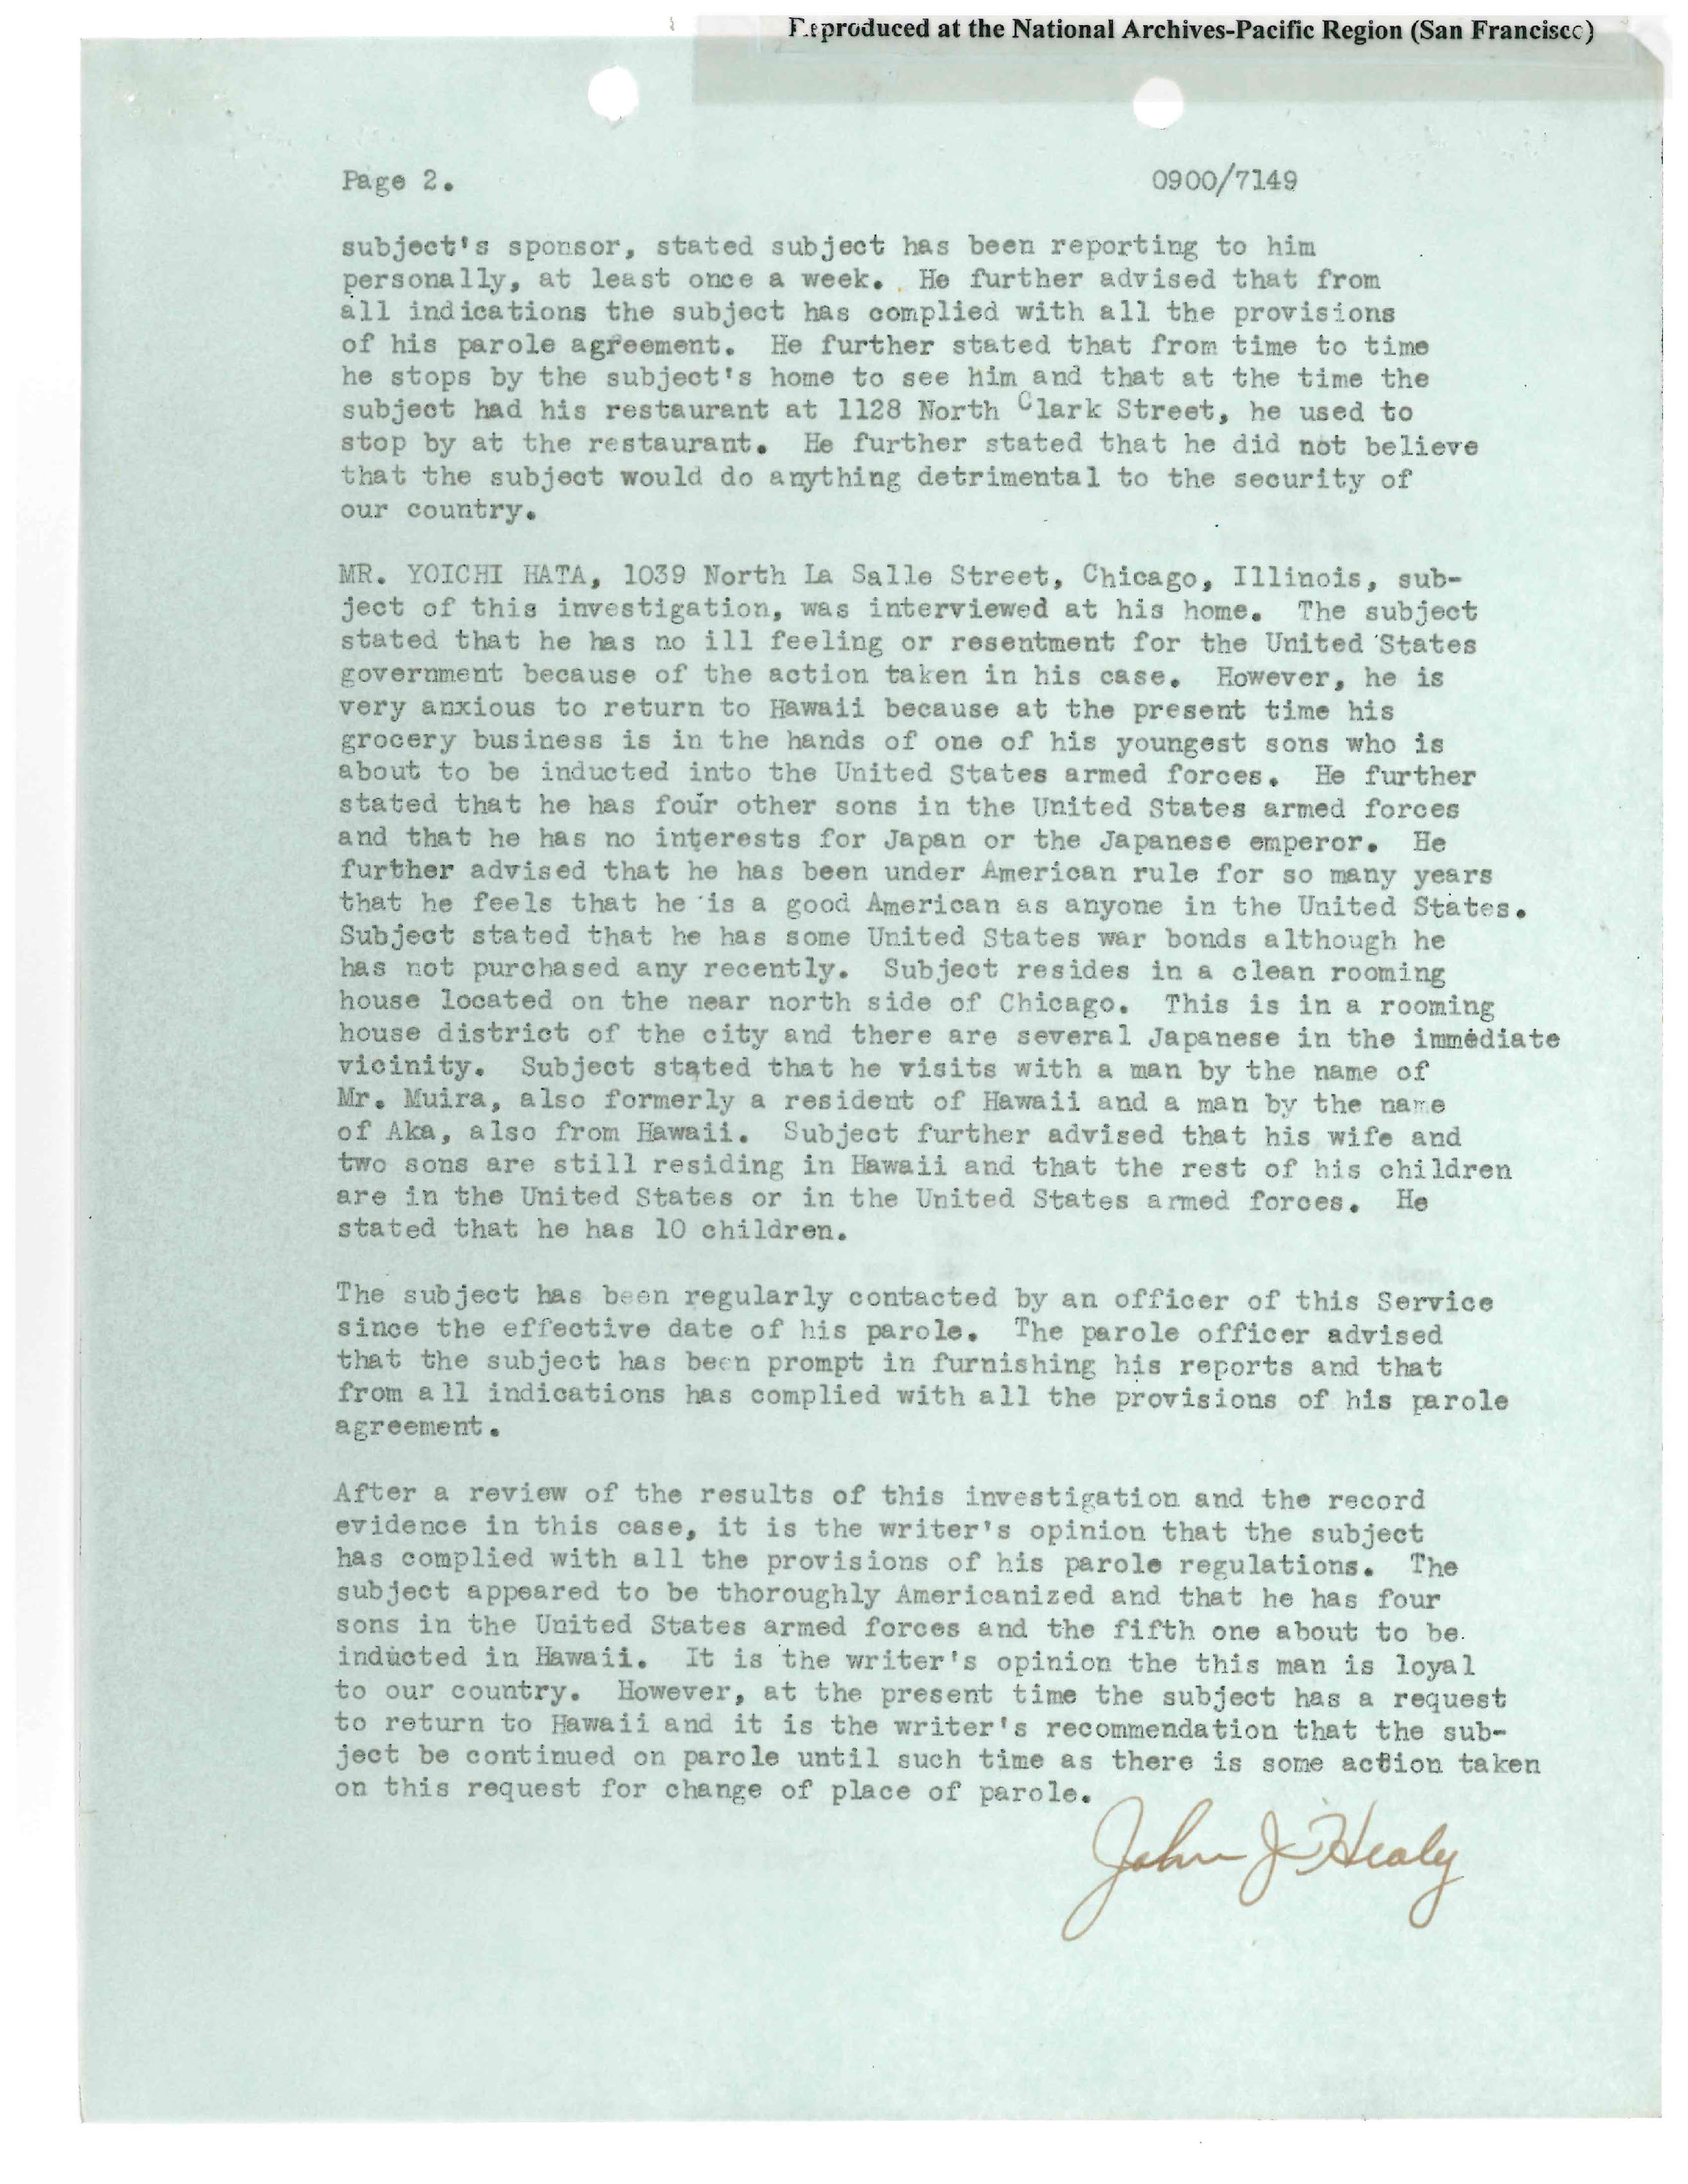 Reproduced at the National Archives-Pacific Region (San Francisco)
Page 2. 0900/7149
subject's sponsor, stated subject has been reporting to him
personally, at least once a week. He further advised that from
all indications the subject has complied with all the provisions
of his parole agreement. He further stated that from time to time
he stops by the subject's home to see him and that at the time the
subject had his restaurant at 1128 North Clark Street, he used to
stop by at the restaurant. He further stated that he did not believe
that the subject would do anything detrimental to the security of
our country.
MR. YOICHI HATA, 1039 North La Salle Street, Chicago, Illinois, sub-
ject of this investigation, was interviewed at his home. The subject
stated that he has no ill feeling or resentment for the United States
government because of the action taken in his case. However, he is
very anxious to return to Hawaii because at the present time his
grocery business is in the hands of one of his youngest sons who is
about to be inducted into the United States armed forces. He further
stated that he has four other sons in the United States armed forces
and that he has no interests for Japan or the Japanese emperor. He
further advised that he has been under American rule for so many years
that he feels that he is a good American as anyone in the United States.
Subject stated that he has some United States war bonds although he
has not purchased any recently. Subject resides in a clean rooming
house located on the near north side of Chicago. This is in a rooming
house district of the city and there are several Japanese in the immediate
vicinity. Subject stated that he visits with a man by the name of
Mr. Muira, also formerly a resident of Hawaii and a man by the name
of Aka, also from Hawaii. Subject further advised that his wife and
two sons are still residing in Hawaii and that the rest of his children
are in the United States or in the United States armed forces. He
stated that he has 10 children.
The subject has been regularly contacted by an officer of this Service
since the effective date of his parole. The parole officer advised
that the subject has been prompt in furnishing his reports and that
from all indications has complied with all the provisions of his parole
agreement.
After a review of the results of this investigation and the record
evidence in this case, it is the writer's opinion that the subject
has complied with all the provisions of his parole regulations. The
subject appeared to be thoroughly Americanized and that he has four
sons in the United States armed forces and the fifth one about to be
inducted in Hawaii. It is the writer's opinion the this man is loyal
to our country. However, at the present time the subject has a request
to return to Hawaii and it is the writer's recommendation that the sub-
ject be continued on parole until such time as there is some action taken
on this request for change of place of parole.
John J Healy